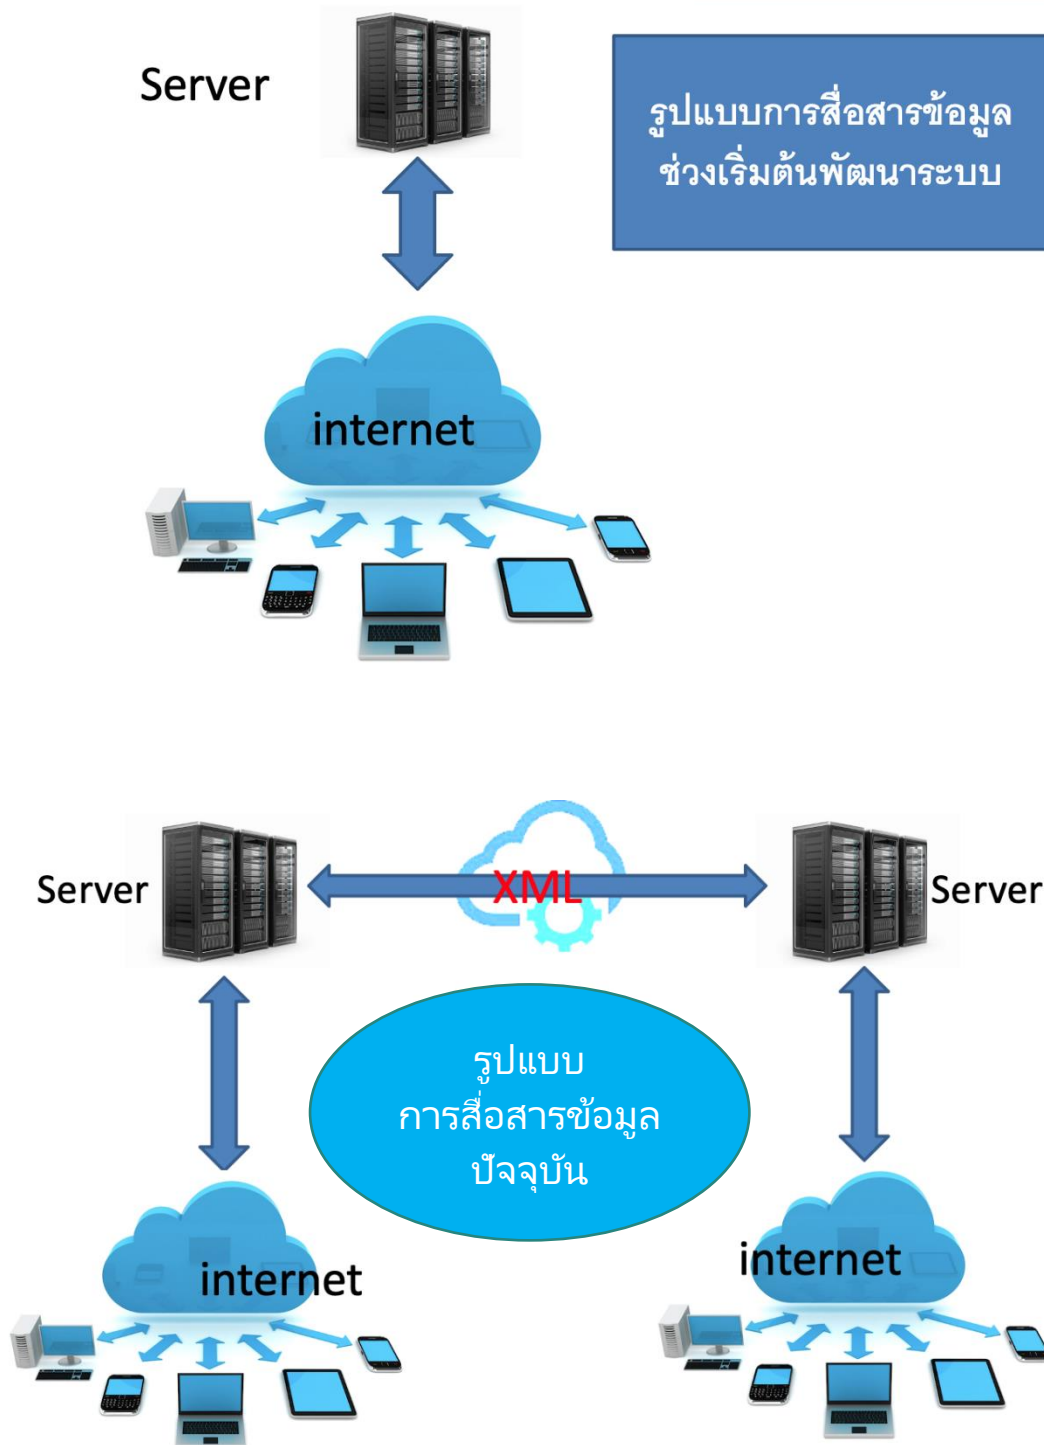 Server
รูปแบบการสื่อสารข้อมูล
ช่วงเริ่มต้นพัฒนาระบบ
internet
Server
XML
Server
รูปแบบ
การสื่อสารข้อมูล
ปัจจุบัน
internet
internet